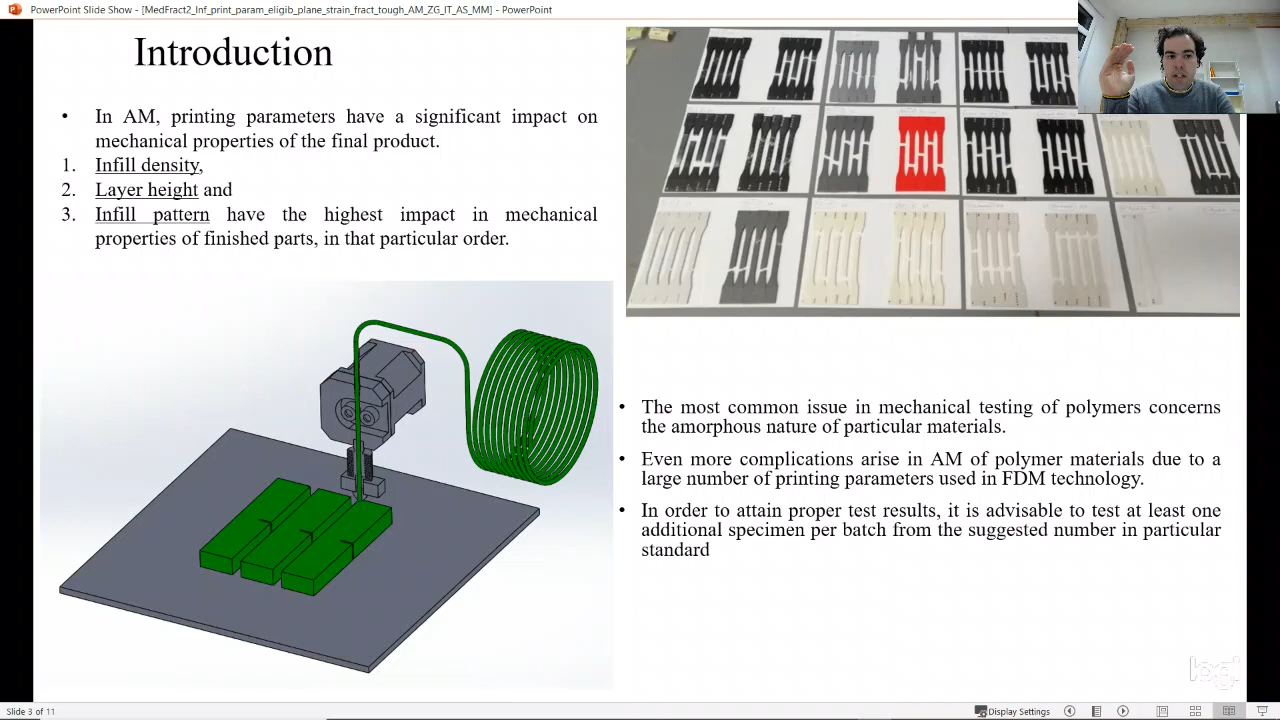 PowerPoint Slide Show - [MedFract2_Inf_print_param_eligib_plane_strain_fract_tough_AM_ZG_IT_AS_MM] - PowerPoint
Introduction
• In AM, printing parameters have a significant impact on
mechanical properties of the final product.
1. Infill density,
2. Layer height and
3. Infill pattern have the highest impact in mechanical
properties of finished parts, in that particular order.
• The most common issue in mechanical testing of polymers concerns
the amorphous nature of particular materials.
• Even more complications arise in AM of polymer materials due to a
large number of printing parameters used in FDM technology.
• In order to attain proper test results, it is advisable to test at least one
additional specimen per batch from the suggested number in particular
standard
logi
Slide 3 of 11
Display Settings